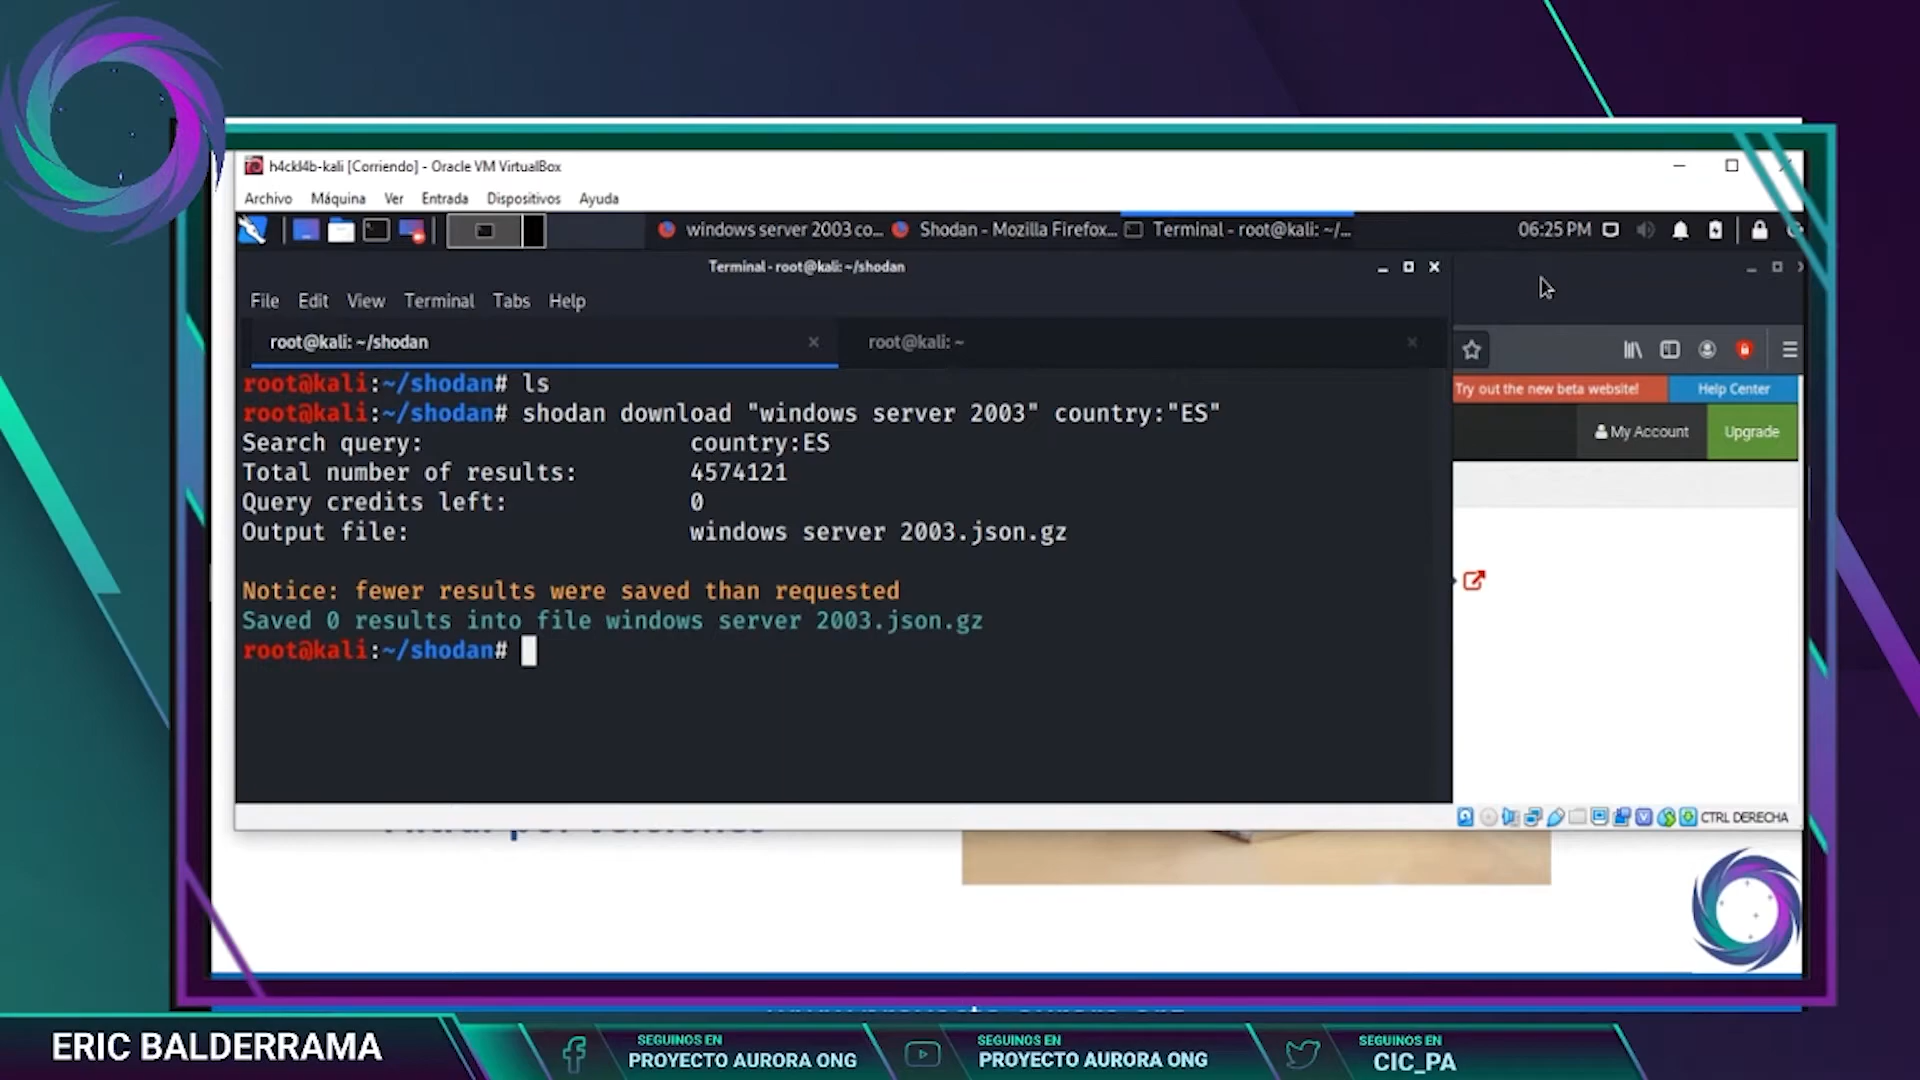 h4ckl4b-kali [Corriendo] - Oracle VM VirtualBox
Archivo Máquina Ver Entrada Dispositivos Ayuda
windows server 2003 co... Shodan - Mozilla Firefox... Terminal - root@kali: ~/... 06:25 PM
Terminal - root@kali: ~/shodan
File Edit View Terminal Tabs Help
root@kali: ~/shodan root@kali: ~
root@kali:~/shodan# ls
root@kali:~/shodan# shodan download "windows server 2003" country:"ES"
Search query: country:ES
Total number of results: 4574121
Query credits left: 0
Output file: windows server 2003.json.gz
Notice: fewer results were saved than requested
Saved 0 results into file windows server 2003.json.gz
root@kali:~/shodan#
Try out the new beta website! Help Center
My Account Upgrade
CTRL DERECHA
ERIC BALDERRAMA
SEGUINOS EN
PROYECTO AURORA ONG
SEGUINOS EN
PROYECTO AURORA ONG
SEGUINOS EN
CIC_PA